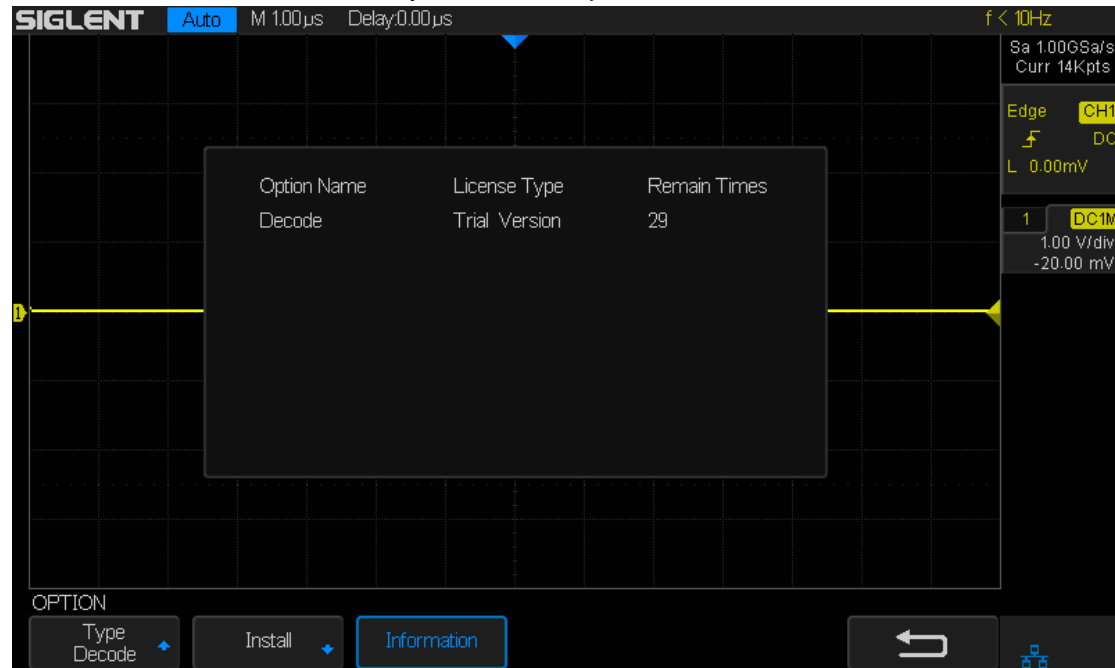 SIGLENT Auto M 1.00µs Delay:0.00µs f < 10Hz
Sa 1.00GSa/s
Curr 14Kpts
Edge CH1
DC
L 0.00mV
Option Name License Type Remain Times
Decode Trial Version 29
1 DC1M
1.00 V/div
-20.00 mV
1
OPTION
Type
Decode
Install
Information